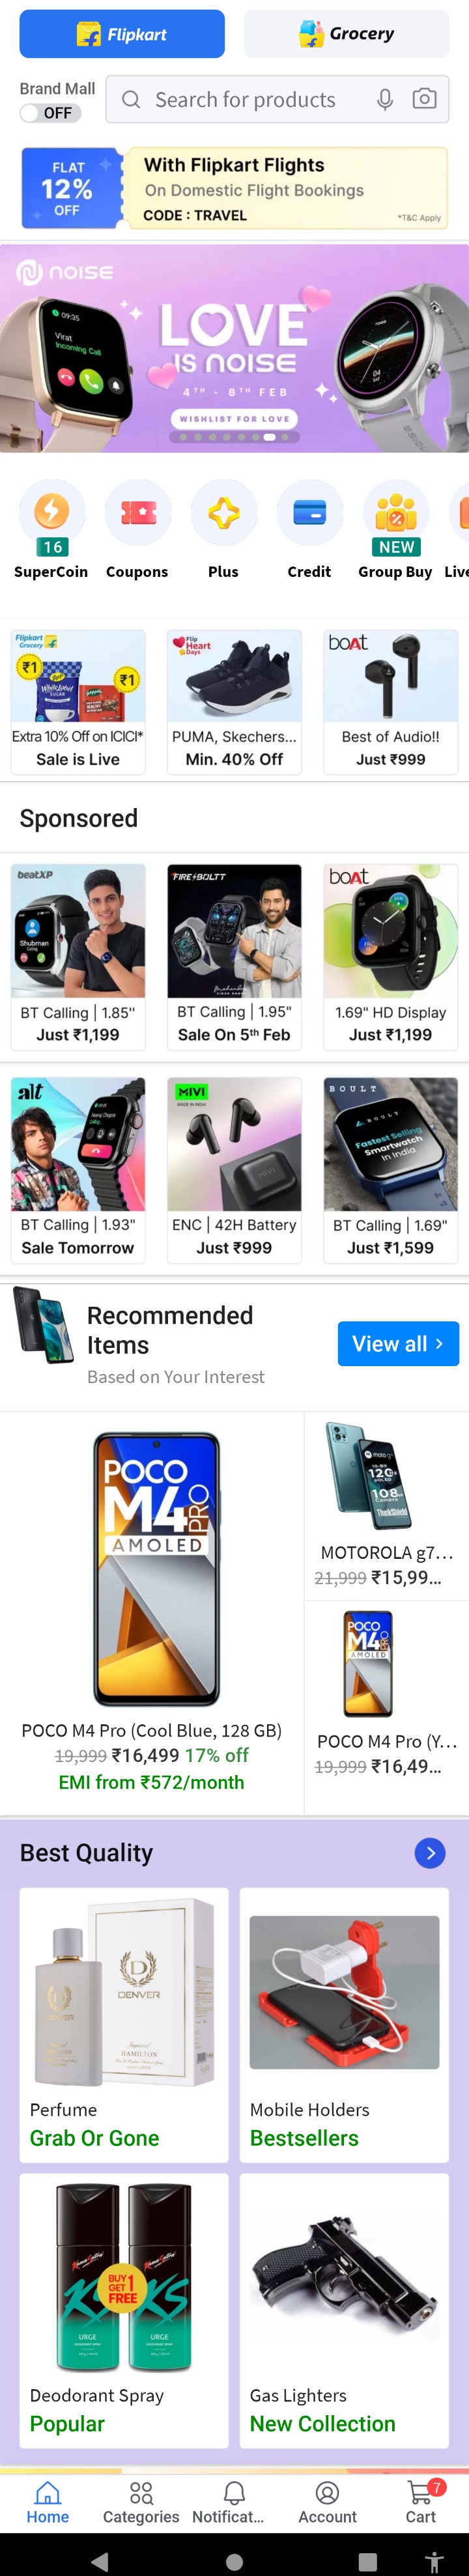 Flipkart
Grocery
Brand Mall
OFF
Search for products
FLAT
12%
OFF
With Flipkart Flights
On Domestic Flight Bookings
CODE : TRAVEL
*T&C Apply
noise
09:35
Virat
Incoming Call
LOVE
IS NOISE
4TH - 8TH FEB
WISHLIST FOR LOVE
16
NEW
SuperCoin
Coupons
Plus
Credit
Group Buy
Live
Flipkart
Grocery
₹1
₹1
Extra 10% Off on ICICI*
Sale is Live
Flip
Heart
Days
PUMA, Skechers...
Min. 40% Off
boAt
Best of Audio!!
Just ₹999
Sponsored
beatXP
Shubman
BT Calling | 1.85"
Just ₹1,199
FIRE-BOLTT
BT Calling | 1.95"
Sale On 5th Feb
boAt
1.69" HD Display
Just ₹1,199
alt
BT Calling | 1.93"
Sale Tomorrow
MIVI
MADE IN INDIA
MIVI
ENC | 42H Battery
Just ₹999
BOULT
BOULT
Fastest Selling
Smartwatch
In India
BT Calling | 1.69"
Just ₹1,599
Recommended
Items
Based on Your Interest
View all
POCO
M4 PRO
AMOLED
POCO M4 Pro (Cool Blue, 128 GB)
19,999 ₹16,499 17% off
EMI from ₹572/month
MOTOROLA g7...
21,999 ₹15,99...
POCO
M4 PRO
AMOLED
POCO M4 Pro (Y...
19,999 ₹16,49...
Best Quality
D
DENVER
HAMILTON
Perfume
Grab Or Gone
Mobile Holders
Bestsellers
KS
KS
BUY 1
GET 1
FREE
URGE
URGE
Deodorant Spray
Popular
Gas Lighters
New Collection
7
Home
Categories
Notificat...
Account
Cart